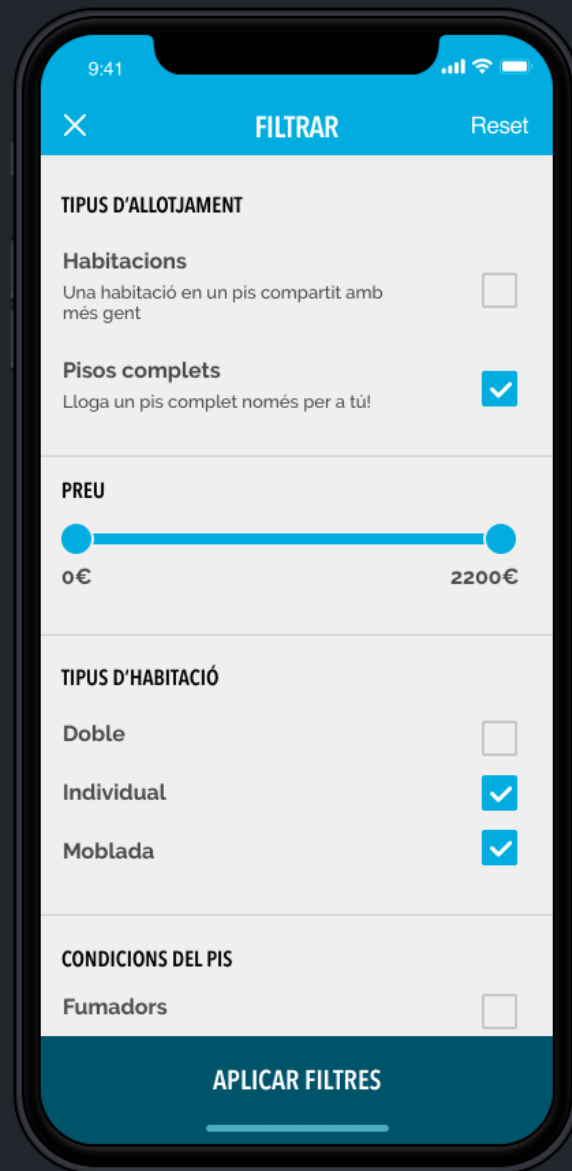 9:41
FILTRAR
Reset
TIPUS D'ALLOTJAMENT
Habitacions
Una habitació en un pis compartit amb
més gent
Pisos complets
Lloga un pis complet només per a tú!
PREU
0€
2200€
TIPUS D'HABITACIÓ
Doble
Individual
Moblada
CONDICIONS DEL PIS
Fumadors
APLICAR FILTRES